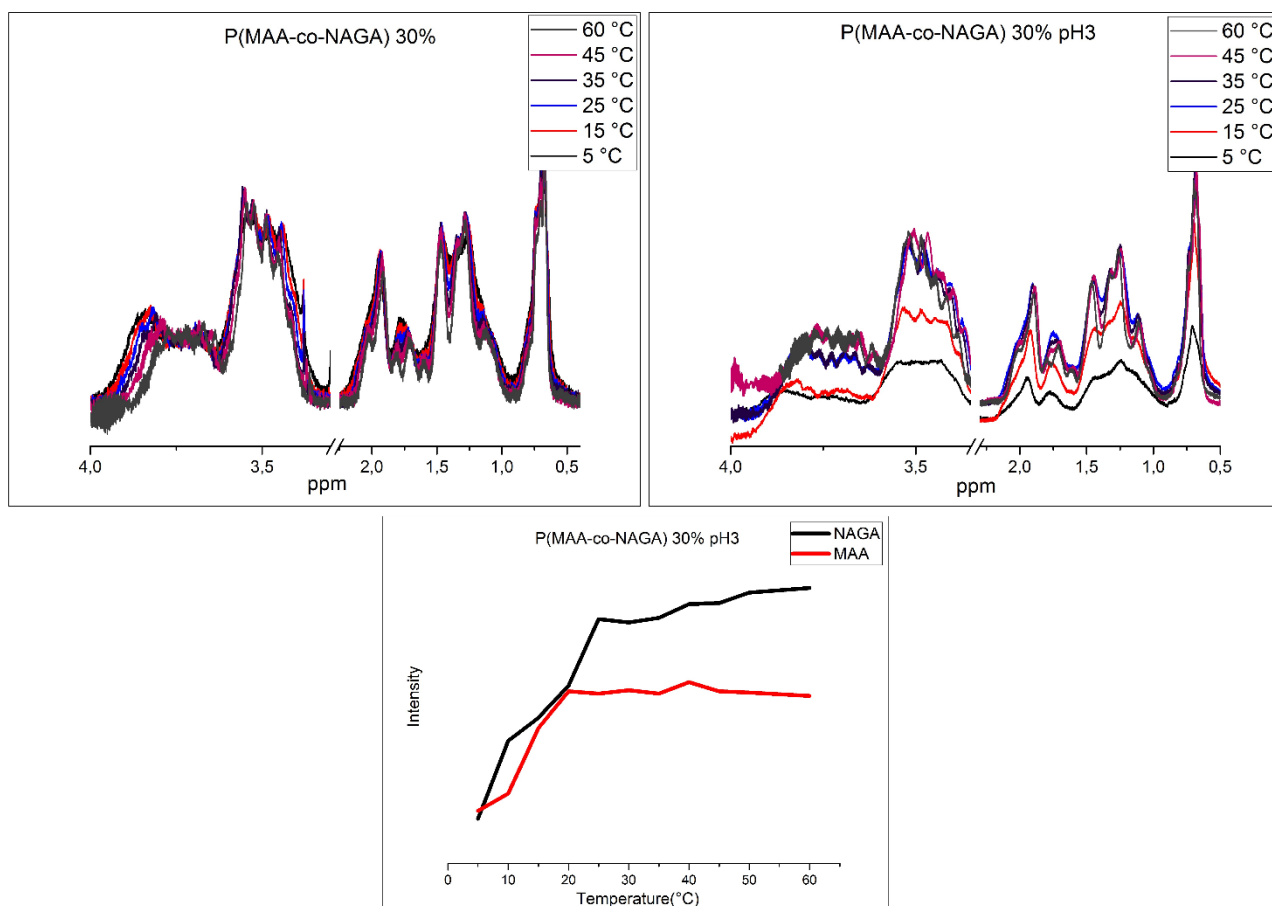 P(MAA-co-NAGA) 30%
60 °C
45 °C
35 °C
25 °C
15 °C
5 °C
4,0 3,5 2,0 1,5 1,0 0,5
ppm
P(MAA-co-NAGA) 30% pH3
60 °C
45 °C
35 °C
25 °C
15 °C
5 °C
4,0 3,5 2,0 1,5 1,0 0,5
ppm
P(MAA-co-NAGA) 30% pH3
NAGA
MAA
Intensity
0 10 20 30 40 50 60
Temperature(°C)